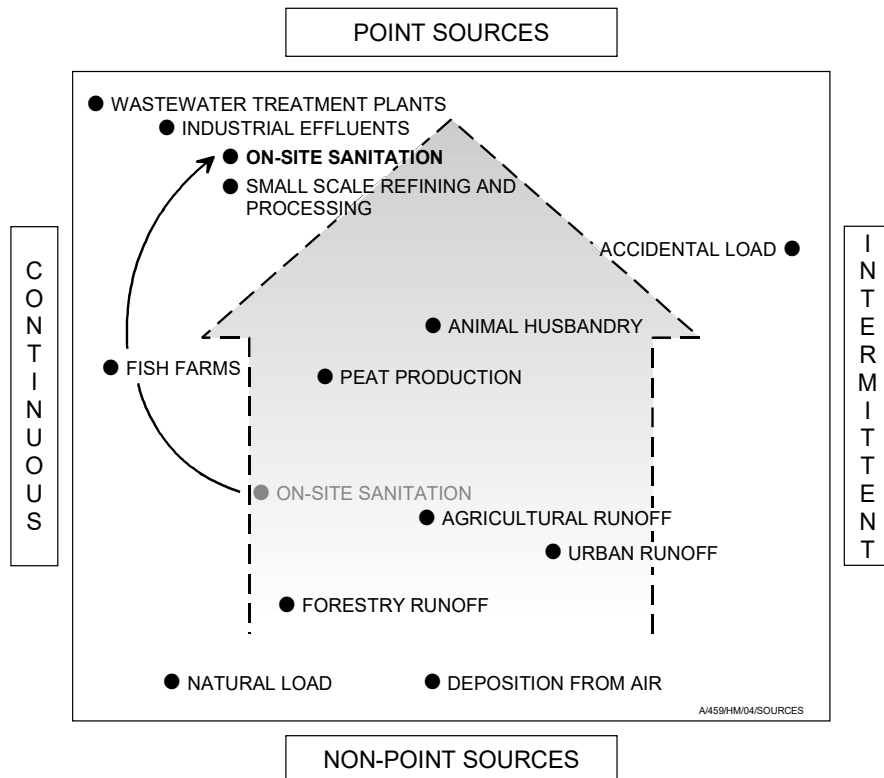 POINT SOURCES
WASTEWATER TREATMENT PLANTS
INDUSTRIAL EFFLUENTS
ON-SITE SANITATION
SMALL SCALE REFINING AND
PROCESSING
ACCIDENTAL LOAD
CONTINUOUS
INTERMITTENT
ANIMAL HUSBANDRY
FISH FARMS
PEAT PRODUCTION
ON-SITE SANITATION
AGRICULTURAL RUNOFF
URBAN RUNOFF
FORESTRY RUNOFF
NATURAL LOAD
DEPOSITION FROM AIR
A/459/HM/04/SOURCES
NON-POINT SOURCES